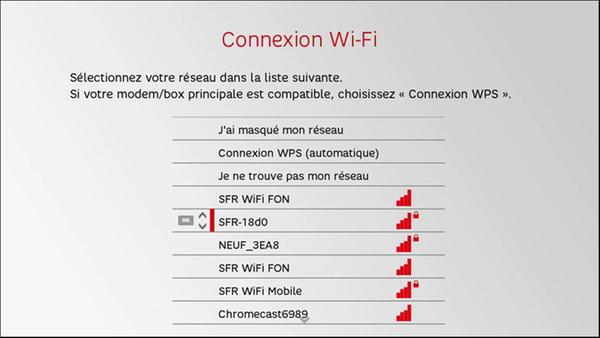 Connexion Wi-Fi
Sélectionnez votre réseau dans la liste suivante.
Si votre modem/box principale est compatible, choisissez « Connexion WPS ».
J'ai masqué mon réseau
Connexion WPS (automatique)
Je ne trouve pas mon réseau
SFR WiFi FON
OK SFR-18d0
NEUF_3EA8
SFR WiFi FON
SFR WiFi Mobile
Chromecast6989